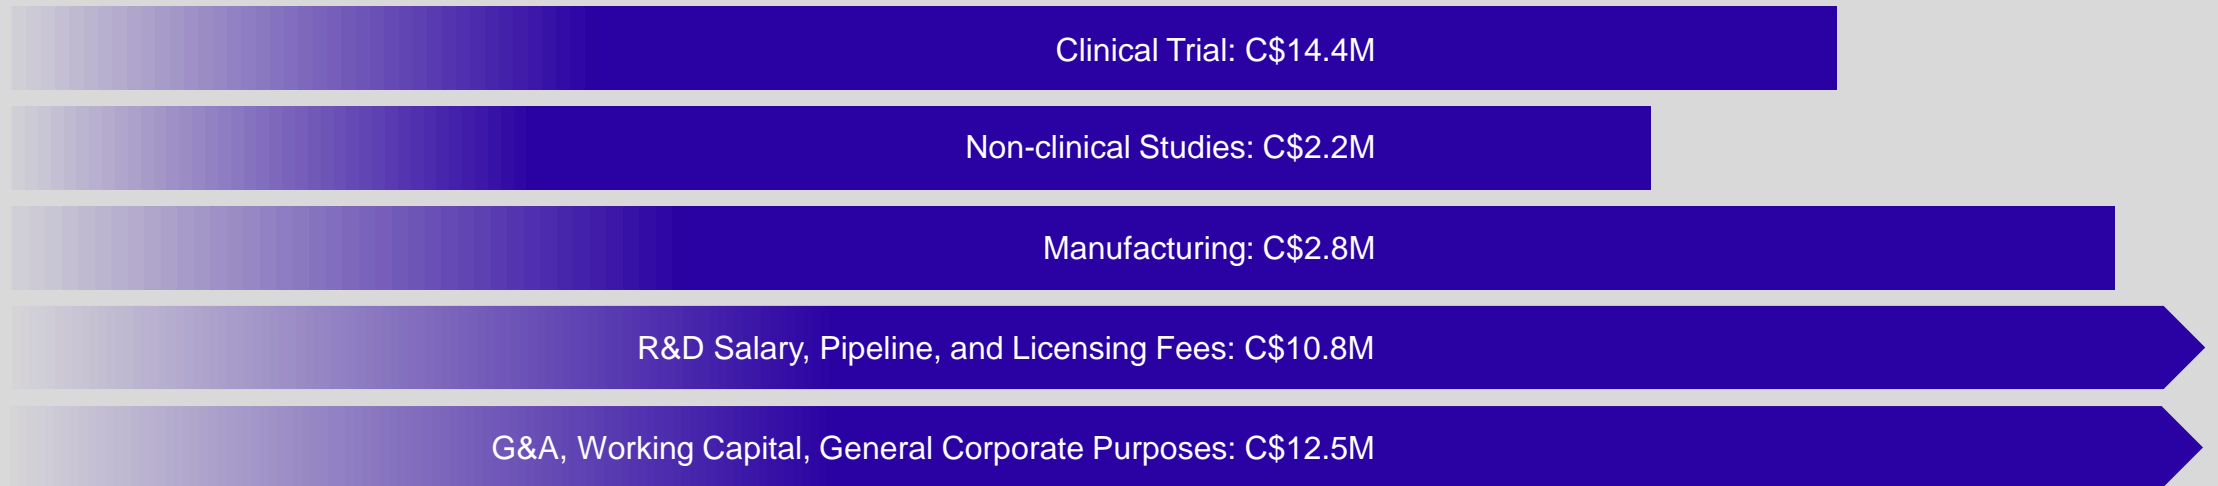 Clinical Trial: C$14.4M
Non-clinical Studies: C$2.2M
Manufacturing: C$2.8M
R&D Salary, Pipeline, and Licensing Fees: C$10.8M
G&A, Working Capital, General Corporate Purposes: C$12.5M